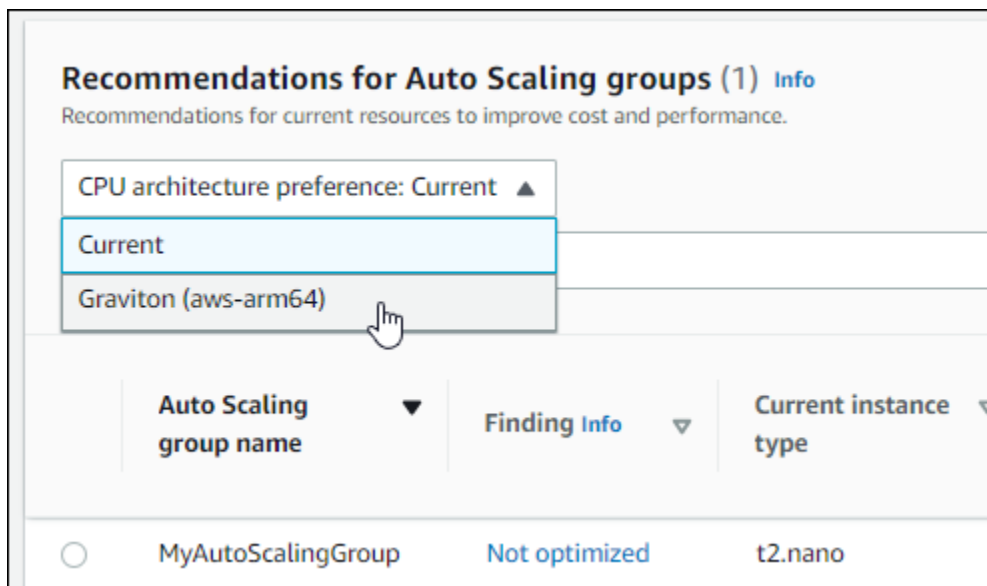 Recommendations for Auto Scaling groups (1) Info
Recommendations for current resources to improve cost and performance.
CPU architecture preference: Current
Current
Graviton (aws-arm64)
Auto Scaling group name
Finding Info
Current instance type
MyAutoScalingGroup Not optimized t2.nano